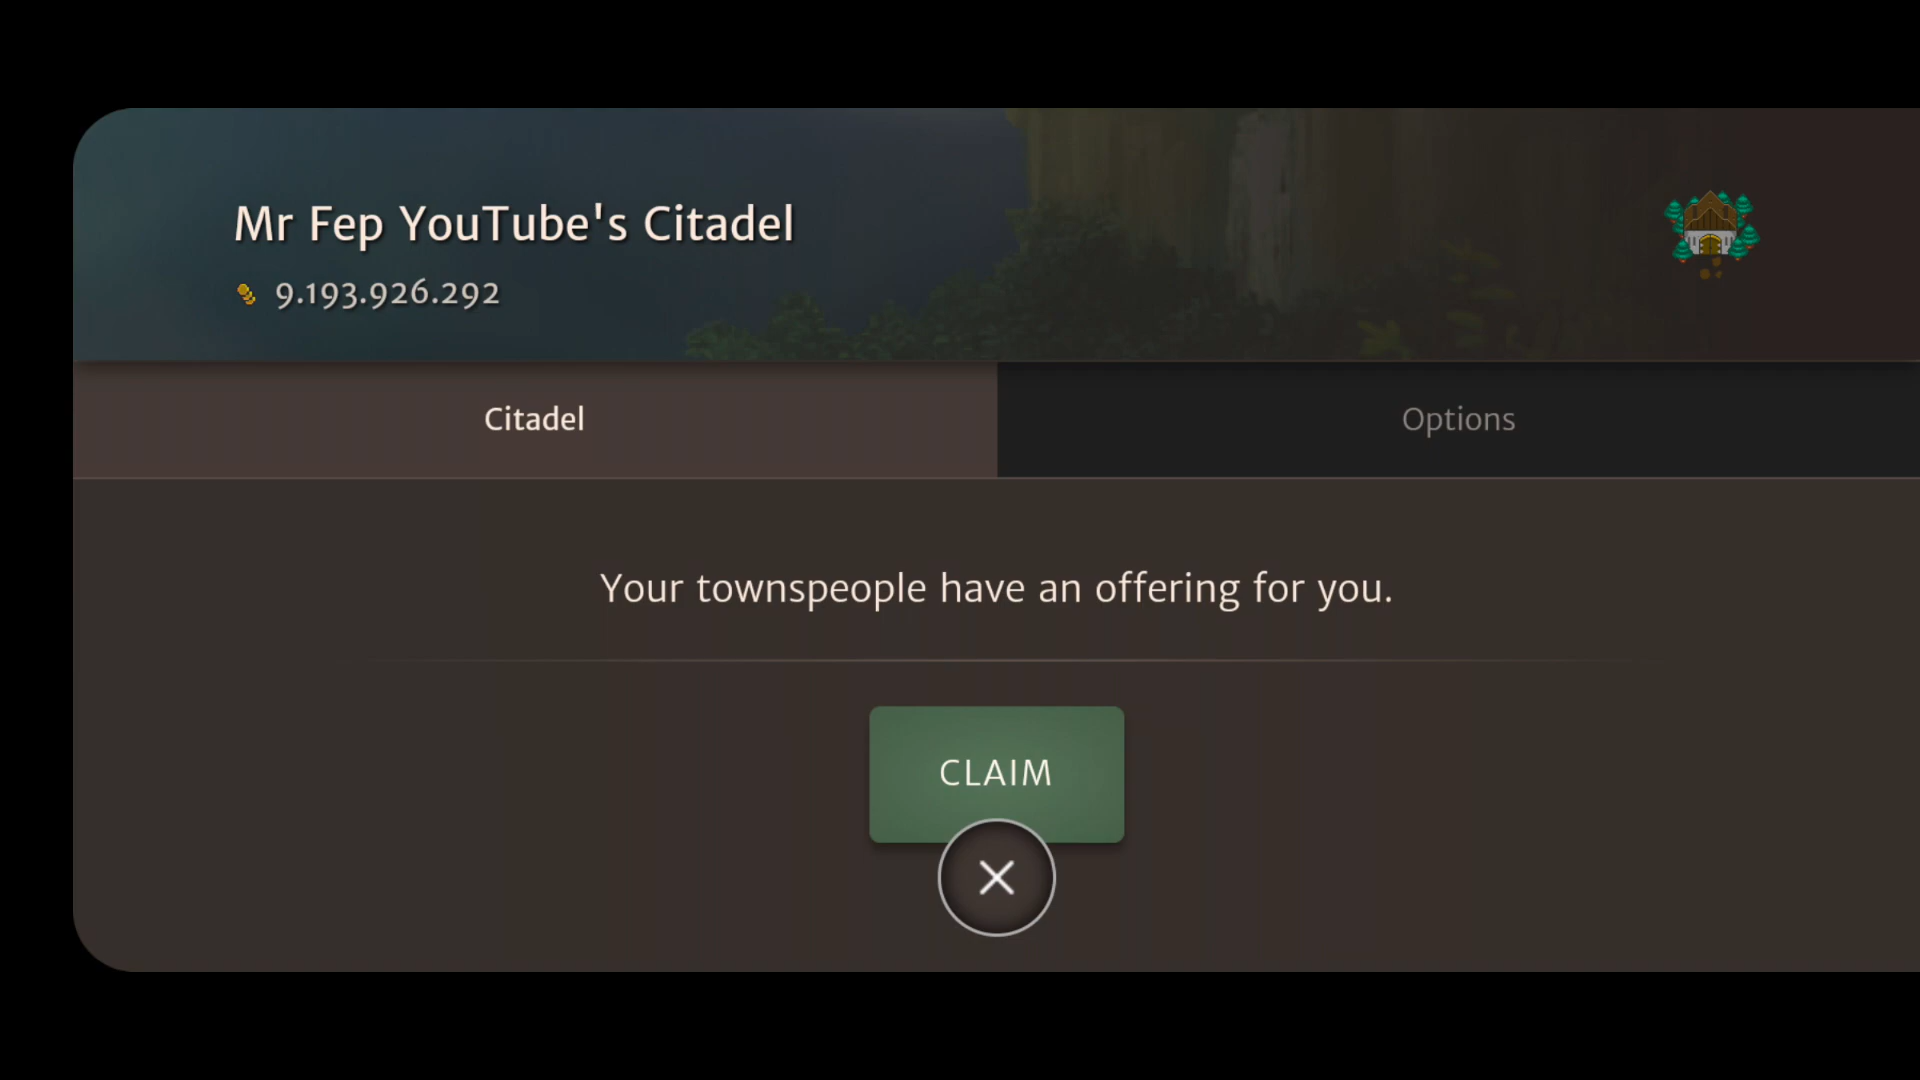 Mr Fep YouTube's Citadel
9.193.926.292
Citadel
Options
Your townspeople have an offering for you.
CLAIM